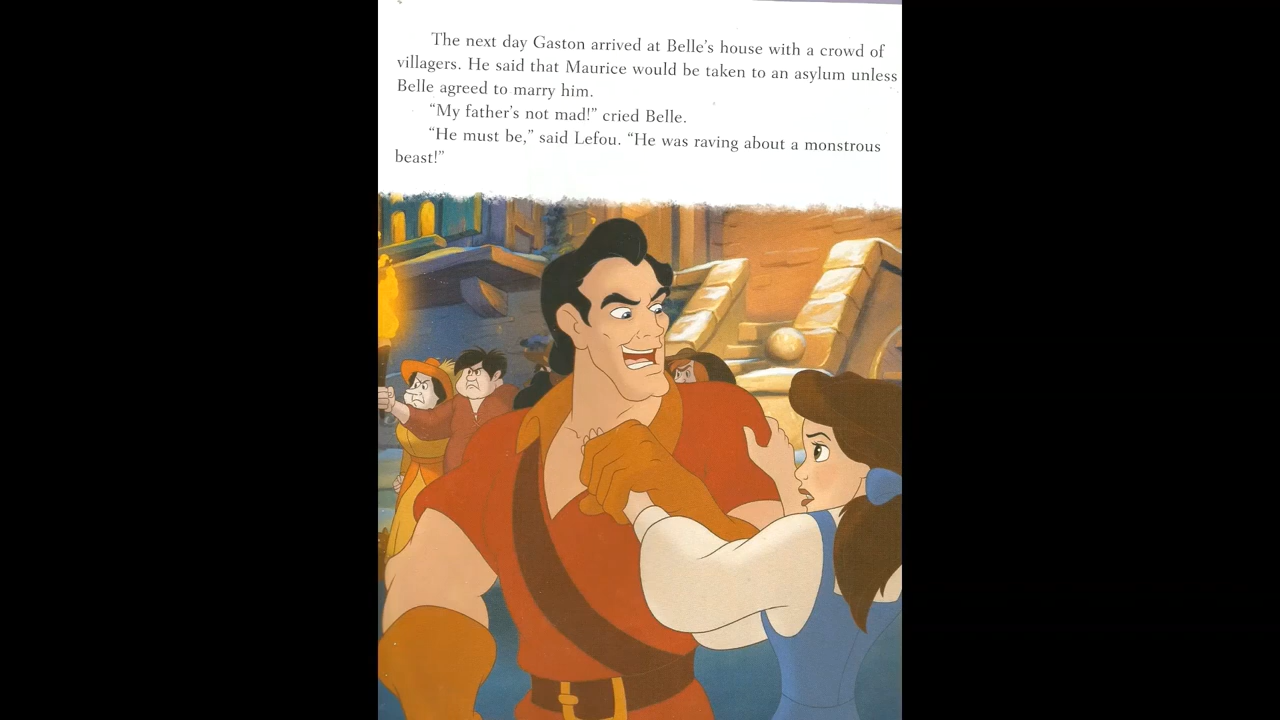 The next day Gaston arrived at Belle's house with a crowd of
villagers. He said that Maurice would be taken to an asylum unless
Belle agreed to marry him.
“My father's not mad!” cried Belle.
“He must be,” said Lefou. “He was raving about a monstrous
beast!”